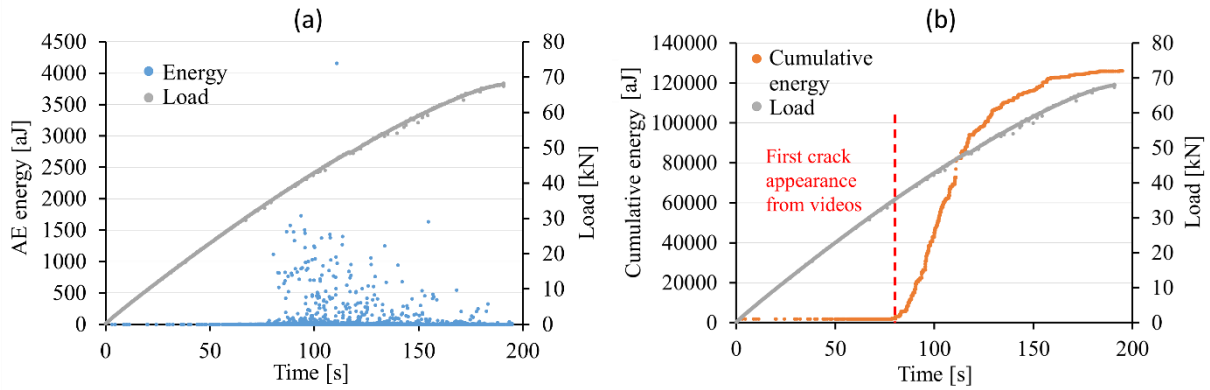 (a)
AE energy [aJ]
4500
4000
3500
3000
2500
2000
1500
1000
500
0
Energy
Load
80
70
60
50
40
30
20
10
0
Load [kN]
0 50 100 150 200
Time [s]
(b)
Cumulative energy [aJ]
140000
120000
100000
80000
60000
40000
20000
0
Cumulative
energy
Load
First crack
appearance
from videos
80
70
60
50
40
30
20
10
0
Load [kN]
0 50 100 150 200
Time [s]